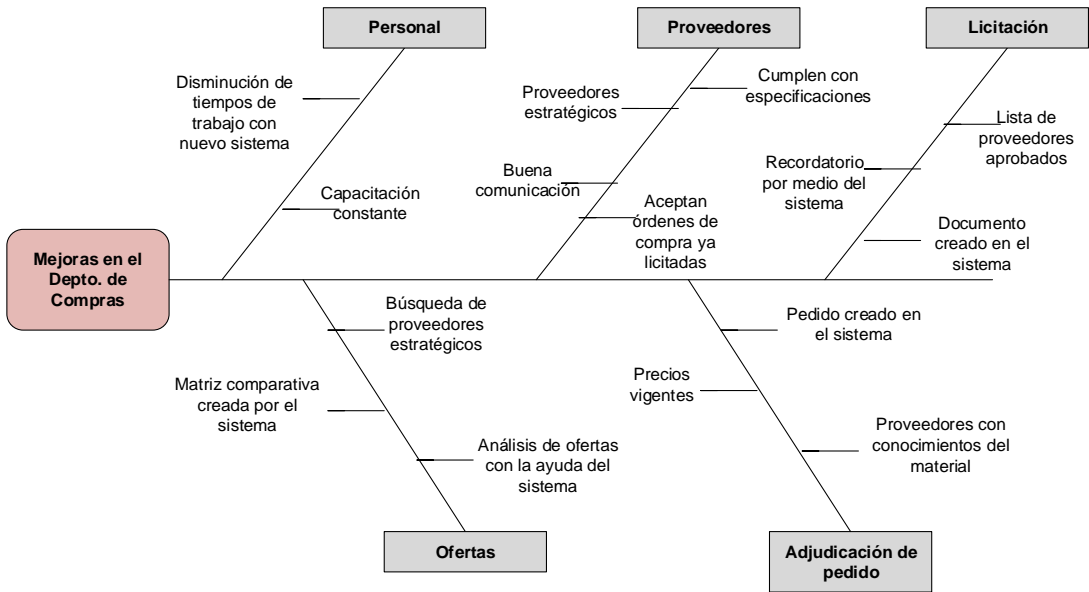 Personal
Proveedores
Licitación
Disminución de
tiempos de
trabajo con
nuevo sistema
Capacitación
constante
Proveedores
estratégicos
Cumplen con
especificaciones
Buena
comunicación
Aceptan
órdenes de
compra ya
licitadas
Lista de
proveedores
aprobados
Recordatorio
por medio del
sistema
Documento
creado en el
sistema
Mejoras en el
Depto. de
Compras
Búsqueda de
proveedores
estratégicos
Matriz comparativa
creada por el
sistema
Análisis de ofertas
con la ayuda del
sistema
Pedido creado en
el sistema
Precios
vigentes
Proveedores con
conocimientos del
material
Ofertas
Adjudicación de
pedido